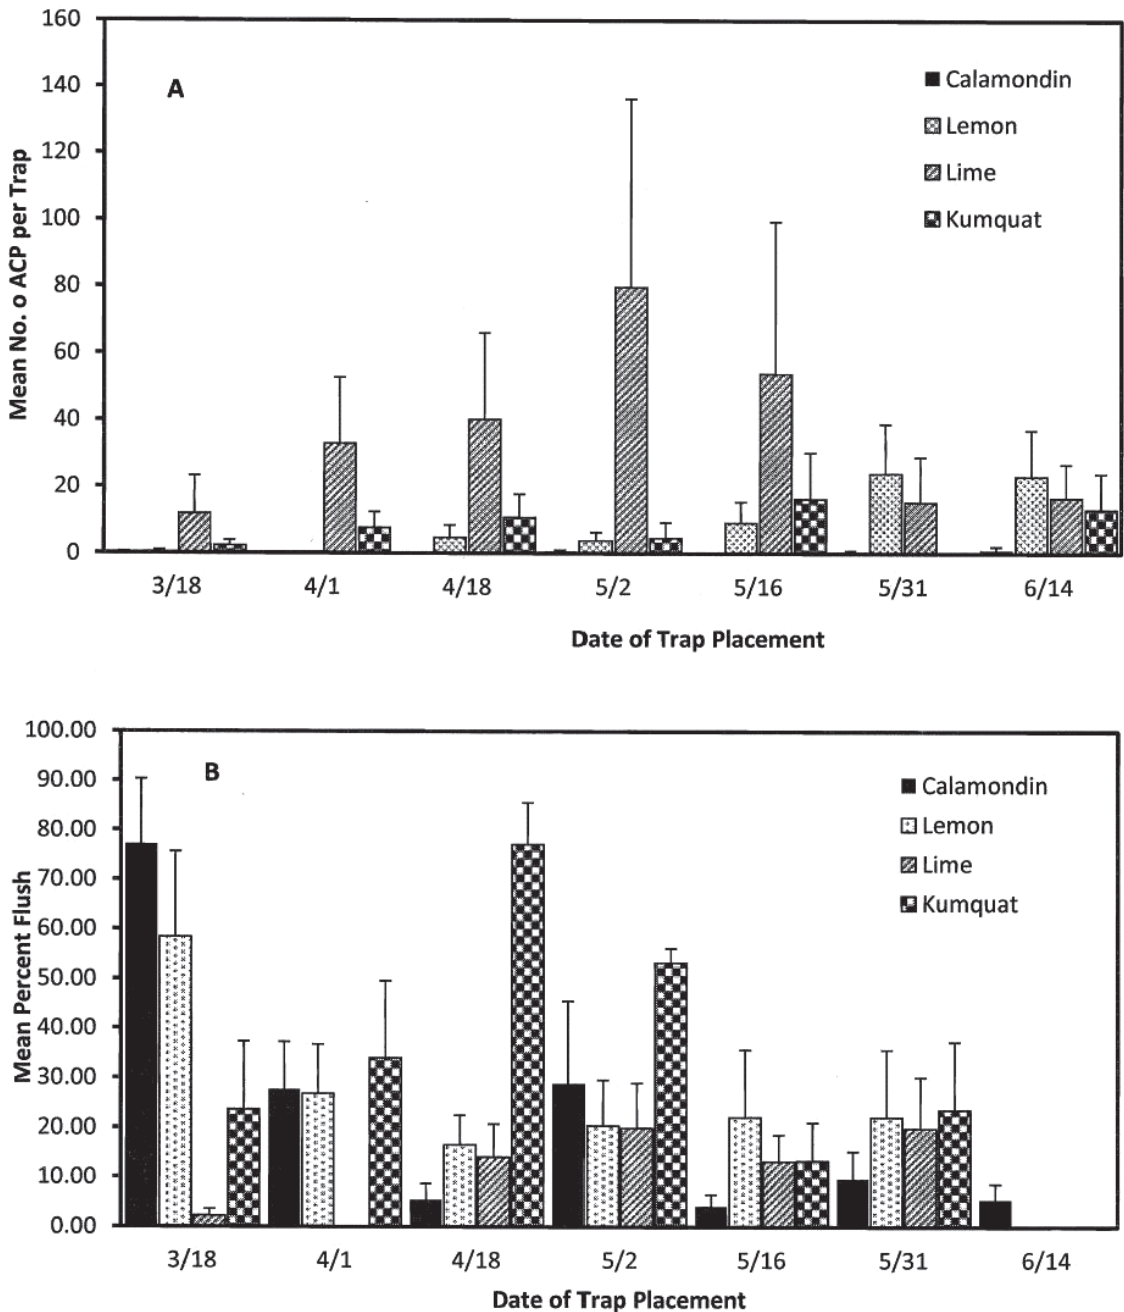 160
140
120
100
80
60
40
20
0
Mean No. o ACP per Trap
A
Calamondin
Lemon
Lime
Kumquat
3/18 4/1 4/18 5/2 5/16 5/31 6/14
Date of Trap Placement
100.00
90.00
80.00
70.00
60.00
50.00
40.00
30.00
20.00
10.00
0.00
Mean Percent Flush
B
Calamondin
Lemon
Lime
Kumquat
3/18 4/1 4/18 5/2 5/16 5/31 6/14
Date of Trap Placement